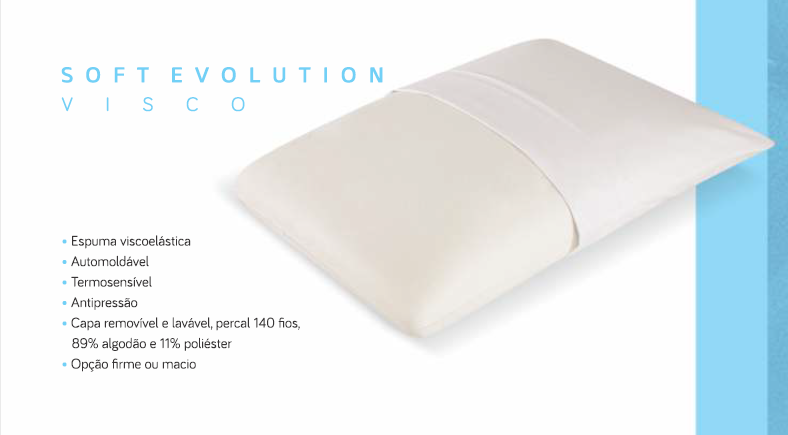 SOFT EVOLUTION
VISCO
• Espuma viscoelástica
• Automoldável
• Termosensível
• Antipressão
• Capa removível e lavável, percal 140 fios,
89% algodão e 11% poliéster
• Opção firme ou macio